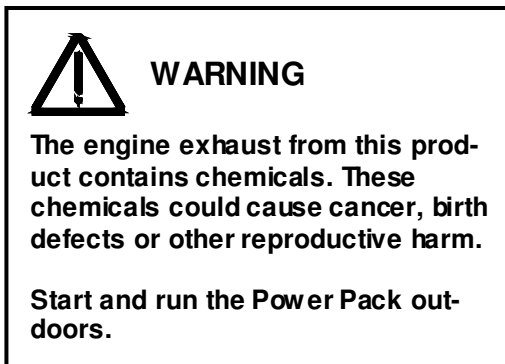 WARNING
The engine exhaust from this prod-
uct contains chemicals. These
chemicals could cause cancer, birth
defects or other reproductive harm.
Start and run the Power Pack out-
doors.